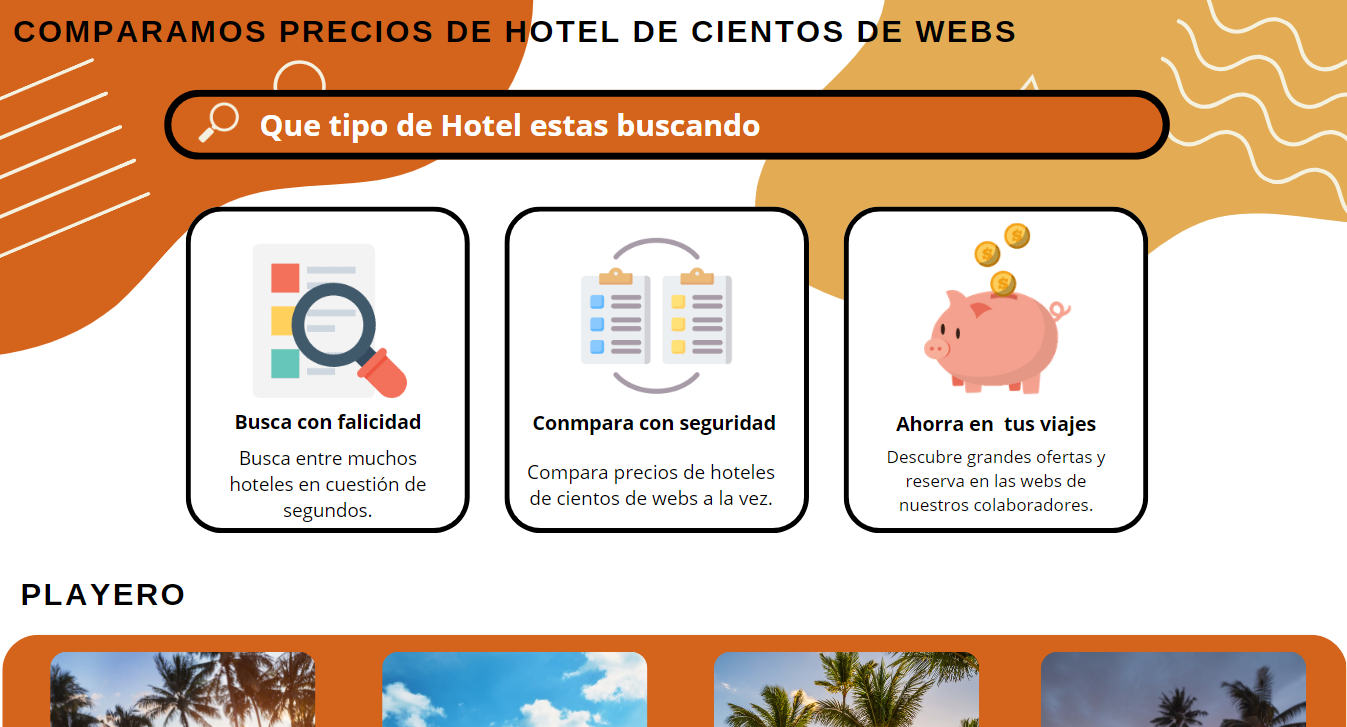 COMPARAMOS PRECIOS DE HOTEL DE CIENTOS DE WEBS
Que tipo de Hotel estas buscando
Busca con falicidad
Busca entre muchos
hoteles en cuestión de
segundos.
Conmpara con seguridad
Compara precios de hoteles
de cientos de webs a la vez.
Ahorra en  tus viajes
Descubre grandes ofertas y
reserva en las webs de
nuestros colaboradores.
PLAYERO